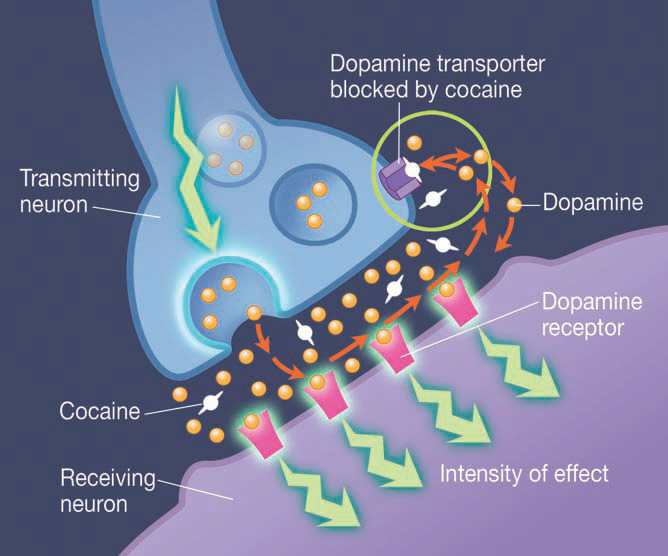 Dopamine transporter
blocked by cocaine
Transmitting
neuron
Dopamine
Dopamine
receptor
Cocaine
Intensity of effect
Receiving
neuron